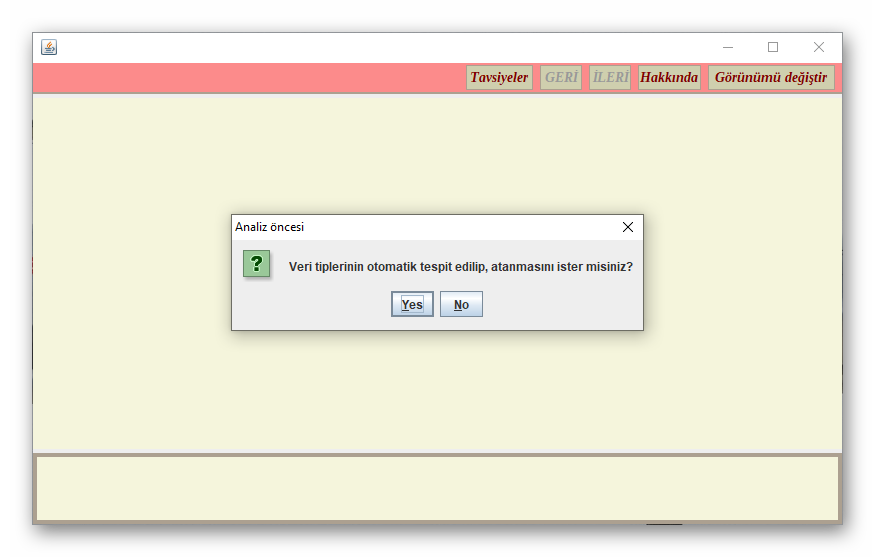 Tavsiyeler GERİ İLERİ Hakkında Görünümü değiştir
Analiz öncesi
?
Veri tiplerinin otomatik tespit edilip, atanmasını ister misiniz?
Yes No